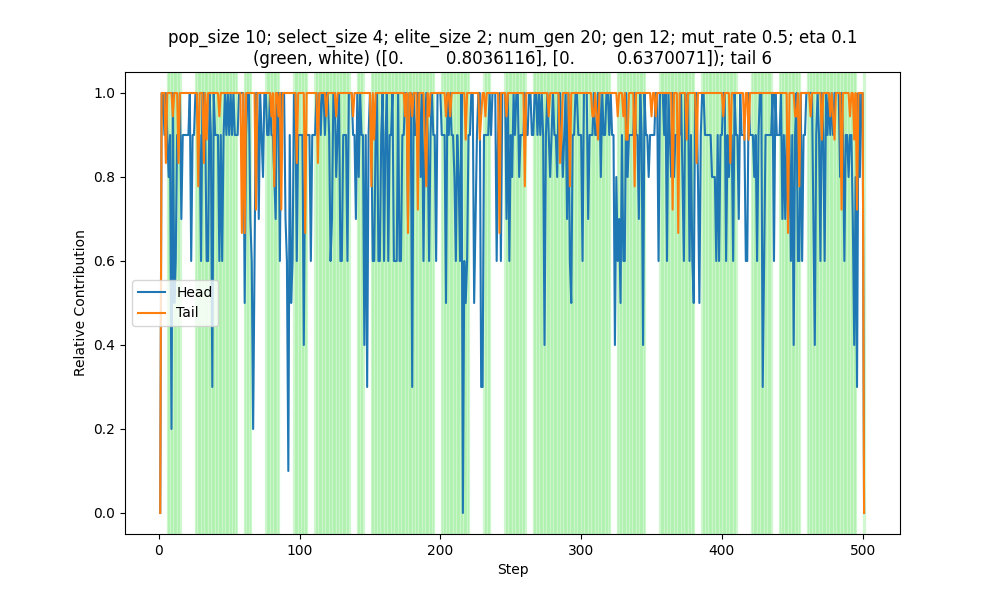 pop_size 10; select_size 4; elite_size 2; num_gen 20; gen 12; mut_rate 0.5; eta 0.1
(green, white) ([0. 0.8036116], [0. 0.6370071]); tail 6
1.0
0.8
0.6
0.4
0.2
0.0
Relative Contribution
Head
Tail
0 100 200 300 400 500
Step